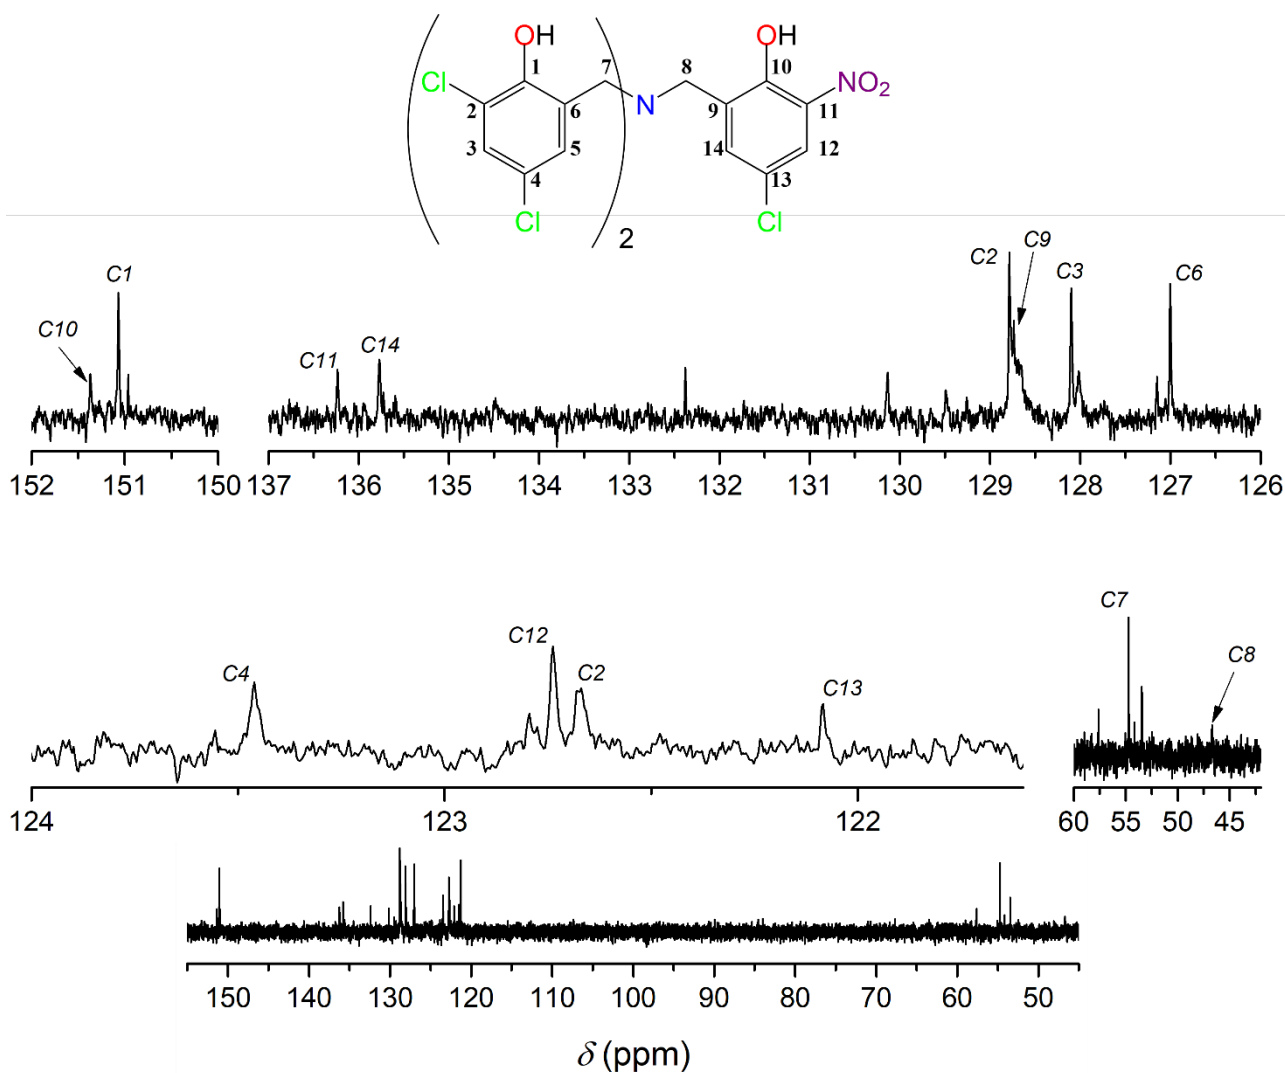 OH OH
1 7 8 10
Cl N NO₂
2 6 9 11
3 5 14 12
4 13
Cl Cl
2
C10 C1 C11 C14 C2 C9 C3 C6
152 151 150 137 136 135 134 133 132 131 130 129 128 127 126
C4 C12 C2 C13 C7 C8
124 123 122 60 55 50 45
150 140 130 120 110 100 90 80 70 60 50
δ (ppm)